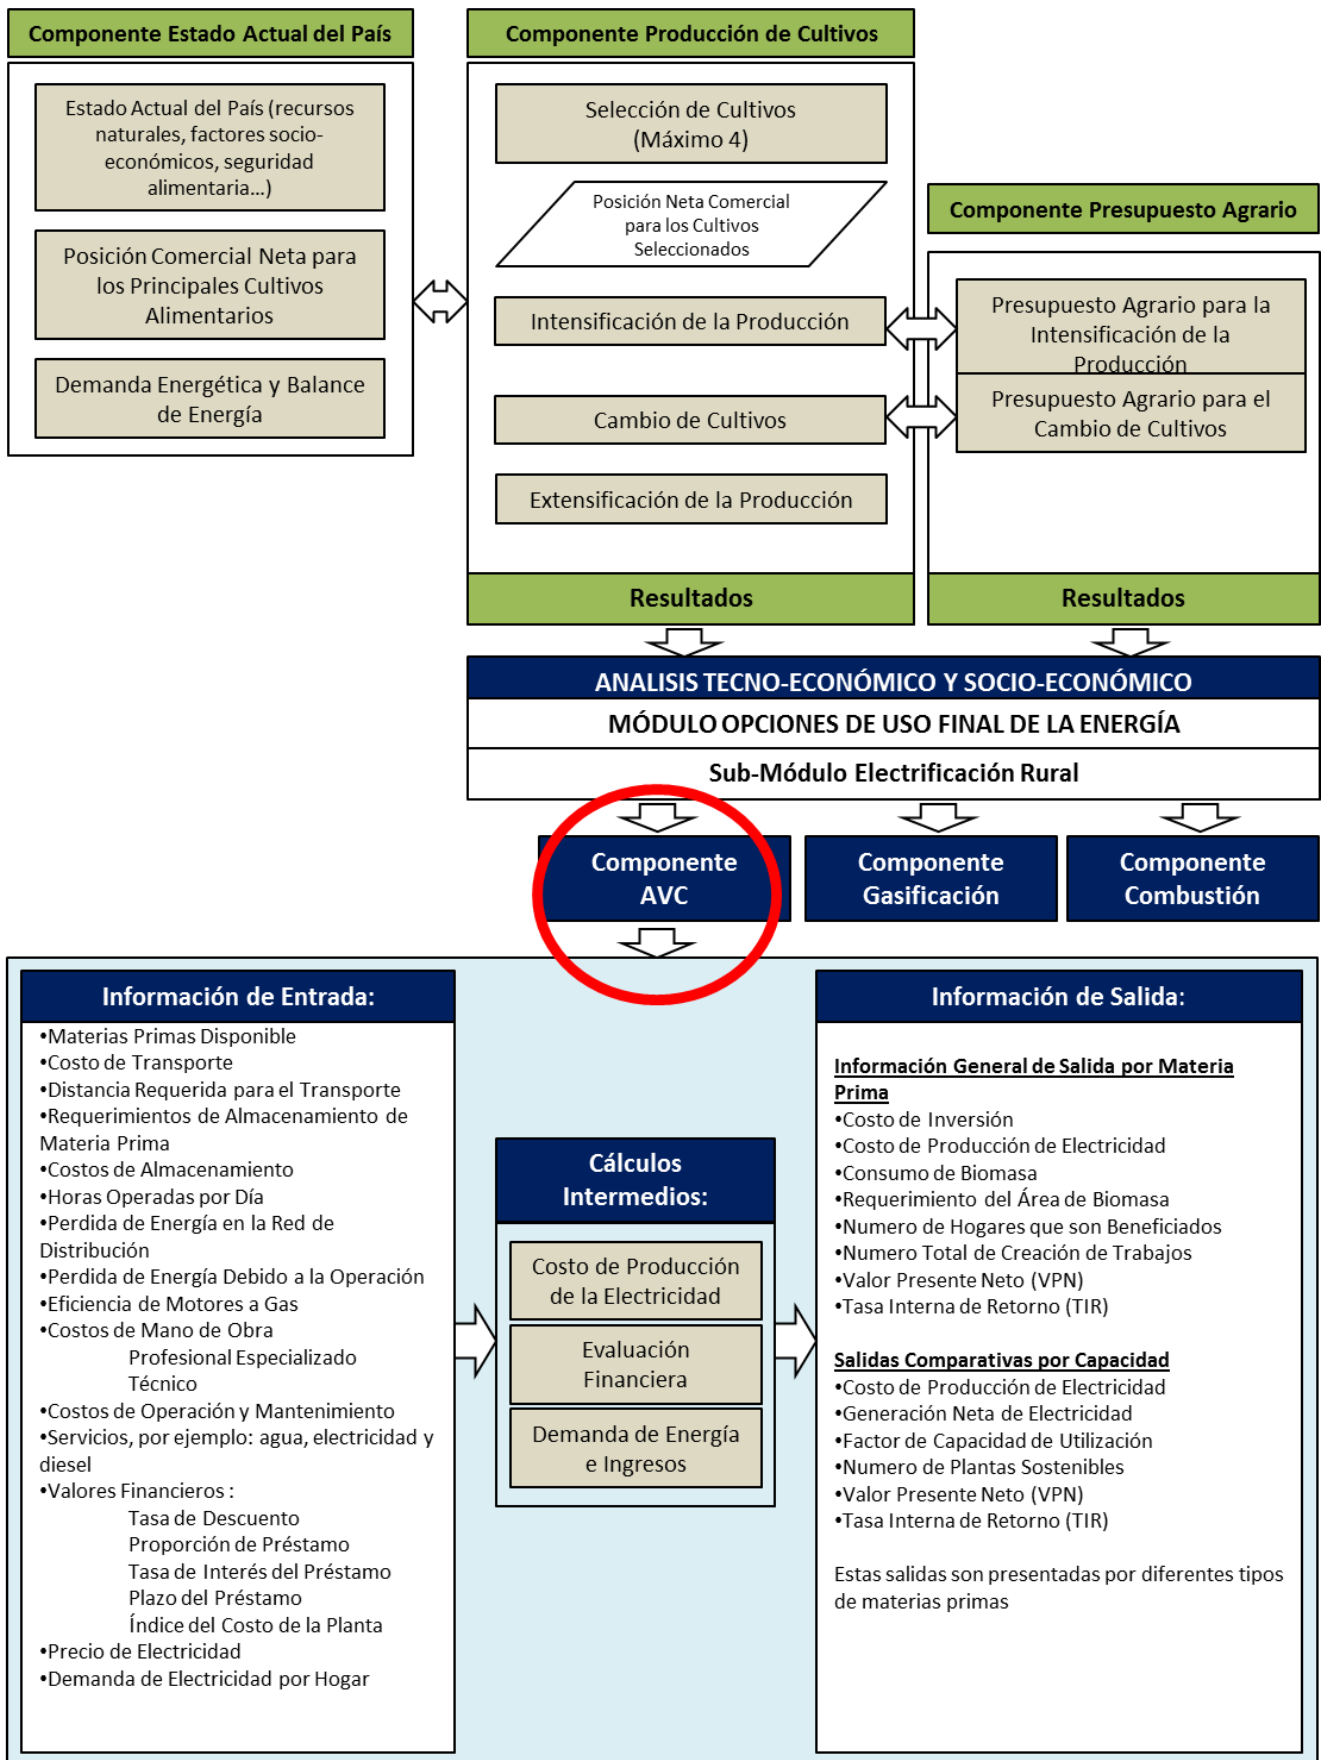 Componente Estado Actual del País
Estado Actual del País (recursos
naturales, factores socio-
económicos, seguridad
alimentaria…)
Posición Comercial Neta para
los Principales Cultivos
Alimentarios
Demanda Energética y Balance
de Energía
Componente Producción de Cultivos
Selección de Cultivos
(Máximo 4)
Posición Neta Comercial
para los Cultivos
Seleccionados
Intensificación de la Producción
Cambio de Cultivos
Extensificación de la Producción
Resultados
Componente Presupuesto Agrario
Presupuesto Agrario para la
Intensificación de la
Producción
Presupuesto Agrario para el
Cambio de Cultivos
Resultados
ANALISIS TECNO-ECONÓMICO Y SOCIO-ECONÓMICO
MÓDULO OPCIONES DE USO FINAL DE LA ENERGÍA
Sub-Módulo Electrificación Rural
Componente
AVC
Componente
Gasificación
Componente
Combustión
Información de Entrada:
•Materias Primas Disponible
•Costo de Transporte
•Distancia Requerida para el Transporte
•Requerimientos de Almacenamiento de
Materia Prima
•Costos de Almacenamiento
•Horas Operadas por Día
•Perdida de Energía en la Red de
Distribución
•Perdida de Energía Debido a la Operación
•Eficiencia de Motores a Gas
•Costos de Mano de Obra
Profesional Especializado
Técnico
•Costos de Operación y Mantenimiento
•Servicios, por ejemplo: agua, electricidad y
diesel
•Valores Financieros :
Tasa de Descuento
Proporción de Préstamo
Tasa de Interés del Préstamo
Plazo del Préstamo
Índice del Costo de la Planta
•Precio de Electricidad
•Demanda de Electricidad por Hogar
Cálculos
Intermedios:
Costo de Producción
de la Electricidad
Evaluación
Financiera
Demanda de Energía
e Ingresos
Información de Salida:
Información General de Salida por Materia
Prima
•Costo de Inversión
•Costo de Producción de Electricidad
•Consumo de Biomasa
•Requerimiento del Área de Biomasa
•Numero de Hogares que son Beneficiados
•Numero Total de Creación de Trabajos
•Valor Presente Neto (VPN)
•Tasa Interna de Retorno (TIR)
Salidas Comparativas por Capacidad
•Costo de Producción de Electricidad
•Generación Neta de Electricidad
•Factor de Capacidad de Utilización
•Numero de Plantas Sostenibles
•Valor Presente Neto (VPN)
•Tasa Interna de Retorno (TIR)
Estas salidas son presentadas por diferentes tipos
de materias primas